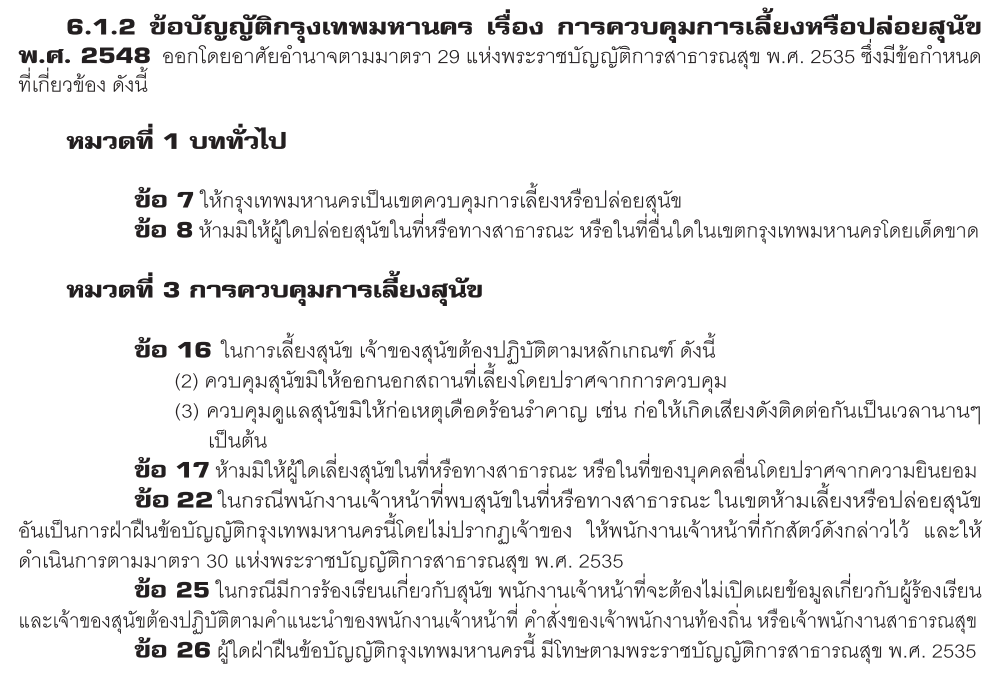 6.1.2 ข้อบัญญัติกรุงเทพมหานคร เรื่อง การควบคุมการเลี้ยงหรือปล่อยสุนัข
พ.ศ. 2548 ออกโดยอาศัยอำนาจตามมาตรา 29 แห่งพระราชบัญญัติการสาธารณสุข พ.ศ. 2535 ซึ่งมีข้อกำหนด
ที่เกี่ยวข้อง ดังนี้
หมวดที่ 1 บททั่วไป
ข้อ 7 ให้กรุงเทพมหานครเป็นเขตควบคุมการเลี้ยงหรือปล่อยสุนัข
ข้อ 8 ห้ามมิให้ผู้ใดปล่อยสุนัขในที่หรือทางสาธารณะ หรือในที่อื่นใดในเขตกรุงเทพมหานครโดยเด็ดขาด
หมวดที่ 3 การควบคุมการเลี้ยงสุนัข
ข้อ 16 ในการเลี้ยงสุนัข เจ้าของสุนัขต้องปฏิบัติตามหลักเกณฑ์ ดังนี้
(2) ควบคุมสุนัขมิให้ออกนอกสถานที่เลี้ยงโดยปราศจากการควบคุม
(3) ควบคุมดูแลสุนัขมิให้ก่อเหตุเดือดร้อนรำคาญ เช่น ก่อให้เกิดเสียงดังติดต่อกันเป็นเวลานานๆ
เป็นต้น
ข้อ 17 ห้ามมิให้ผู้ใดเลี่ยงสุนัขในที่หรือทางสาธารณะ หรือในที่ของบุคคลอื่นโดยปราศจากความยินยอม
ข้อ 22 ในกรณีพนักงานเจ้าหน้าที่พบสุนัขในที่หรือทางสาธารณะ ในเขตห้ามเลี้ยงหรือปล่อยสุนัข
อันเป็นการฝ่าฝืนข้อบัญญัติกรุงเทพมหานครนี้โดยไม่ปรากฏเจ้าของ ให้พนักงานเจ้าหน้าที่กักสัตว์ดังกล่าวไว้ และให้
ดำเนินการตามมาตรา 30 แห่งพระราชบัญญัติการสาธารณสุข พ.ศ. 2535
ข้อ 25 ในกรณีมีการร้องเรียนเกี่ยวกับสุนัข พนักงานเจ้าหน้าที่จะต้องไม่เปิดเผยข้อมูลเกี่ยวกับผู้ร้องเรียน
และเจ้าของสุนัขต้องปฏิบัติตามคำแนะนำของพนักงานเจ้าหน้าที่ คำสั่งของเจ้าพนักงานท้องถิ่น หรือเจ้าพนักงานสาธารณสุข
ข้อ 26 ผู้ใดฝ่าฝืนข้อบัญญัติกรุงเทพมหานครนี้ มีโทษตามพระราชบัญญัติการสาธารณสุข พ.ศ. 2535